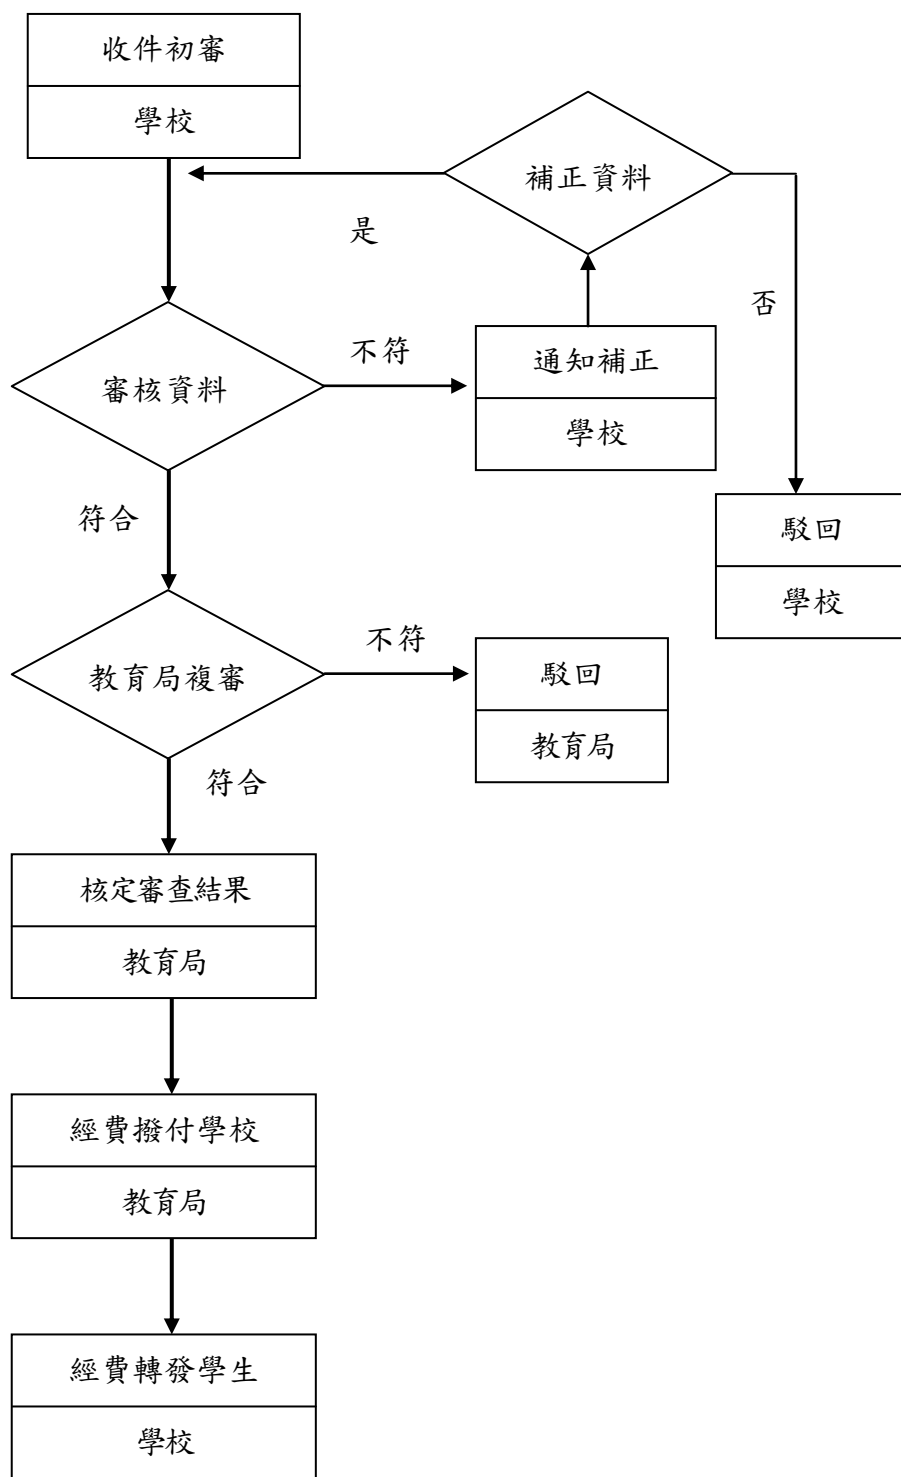 收件初審
學校
補正資料
是
否
不符
通知補正
學校
審核資料
符合
駁回
學校
不符
教育局複審
駁回
教育局
符合
核定審查結果
教育局
經費撥付學校
教育局
經費轉發學生
學校